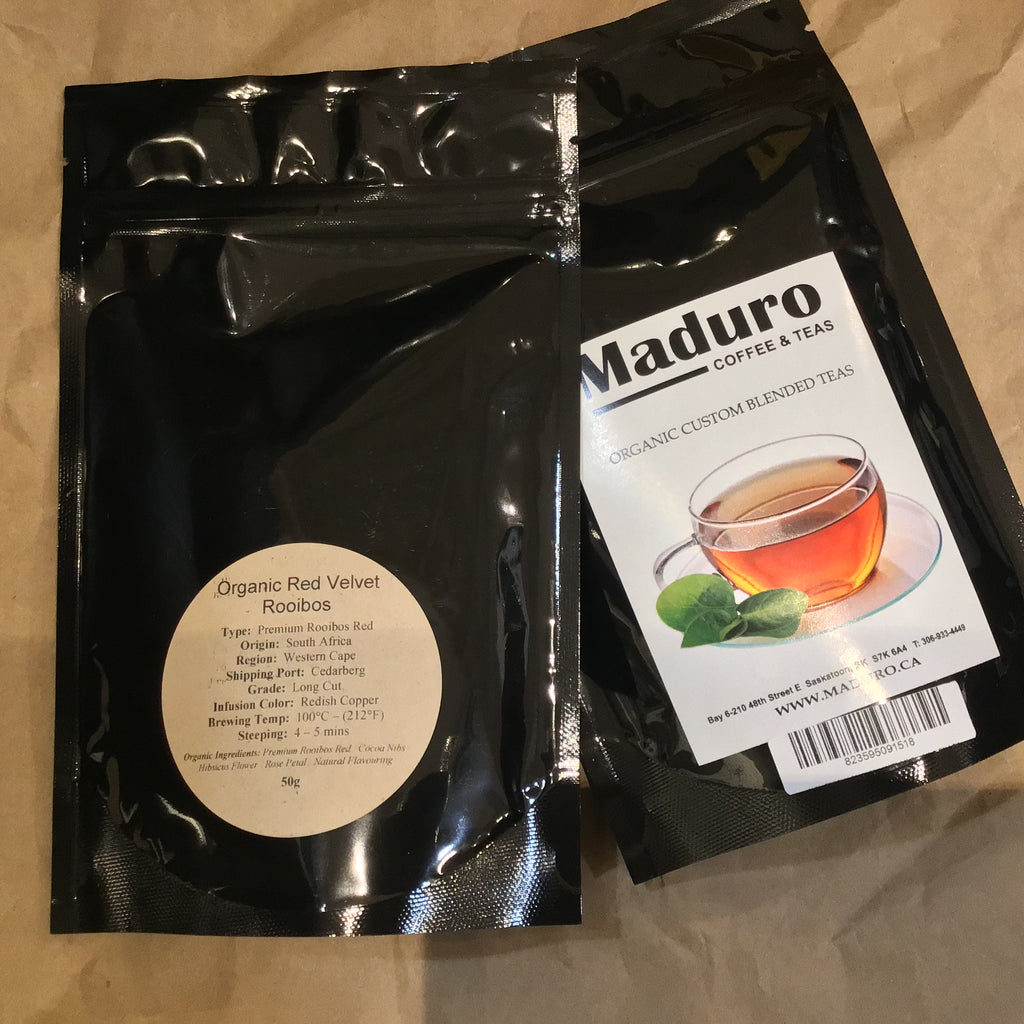 Organic Red Velvet
Rooibos
Type: Premium Rooibos Red
Origin: South Africa
Region: Western Cape
Shipping Port: Cedarberg
Grade: Long Cut
Infusion Color: Redish Copper
Brewing Temp: 100°C – (212°F)
Steeping: 4 – 5 mins
Organic Ingredients: Premium Rooibos Red Cocoa Nibs
Hibiscus Flower Rose Petal Natural Flavouring
50g
Maduro
COFFEE & TEAS
ORGANIC CUSTOM BLENDED TEAS
Bay 6-210 48th Street E Saskatoon, SK S7K 6A4 T: 306-933-4449
WWW.MADURO.CA
823595091518